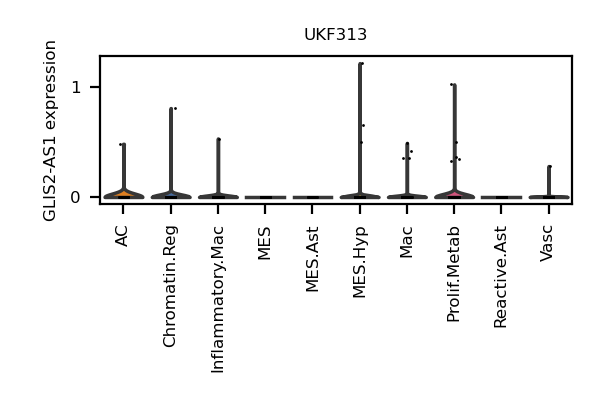 UKF313
GLIS2-AS1 expression
1
0
AC
Chromatin.Reg
Inflammatory.Mac
MES
MES.Ast
MES.Hyp
Mac
Prolif.Metab
Reactive.Ast
Vasc